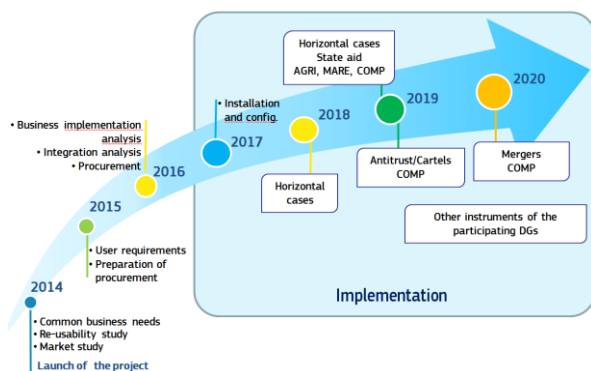 Horizontal cases
State aid
AGRI, MARE, COMP
2020
• Installation
and config.
2019
• Business implementation
analysis
• Integration analysis
• Procurement
2018
2017
2016
Antitrust/Cartels
COMP
Mergers
COMP
Horizontal
cases
2015
Other instruments of the
participating DGs
• User requirements
• Preparation of
procurement
2014
Implementation
• Common business needs
• Re-usability study
• Market study
Launch of the project